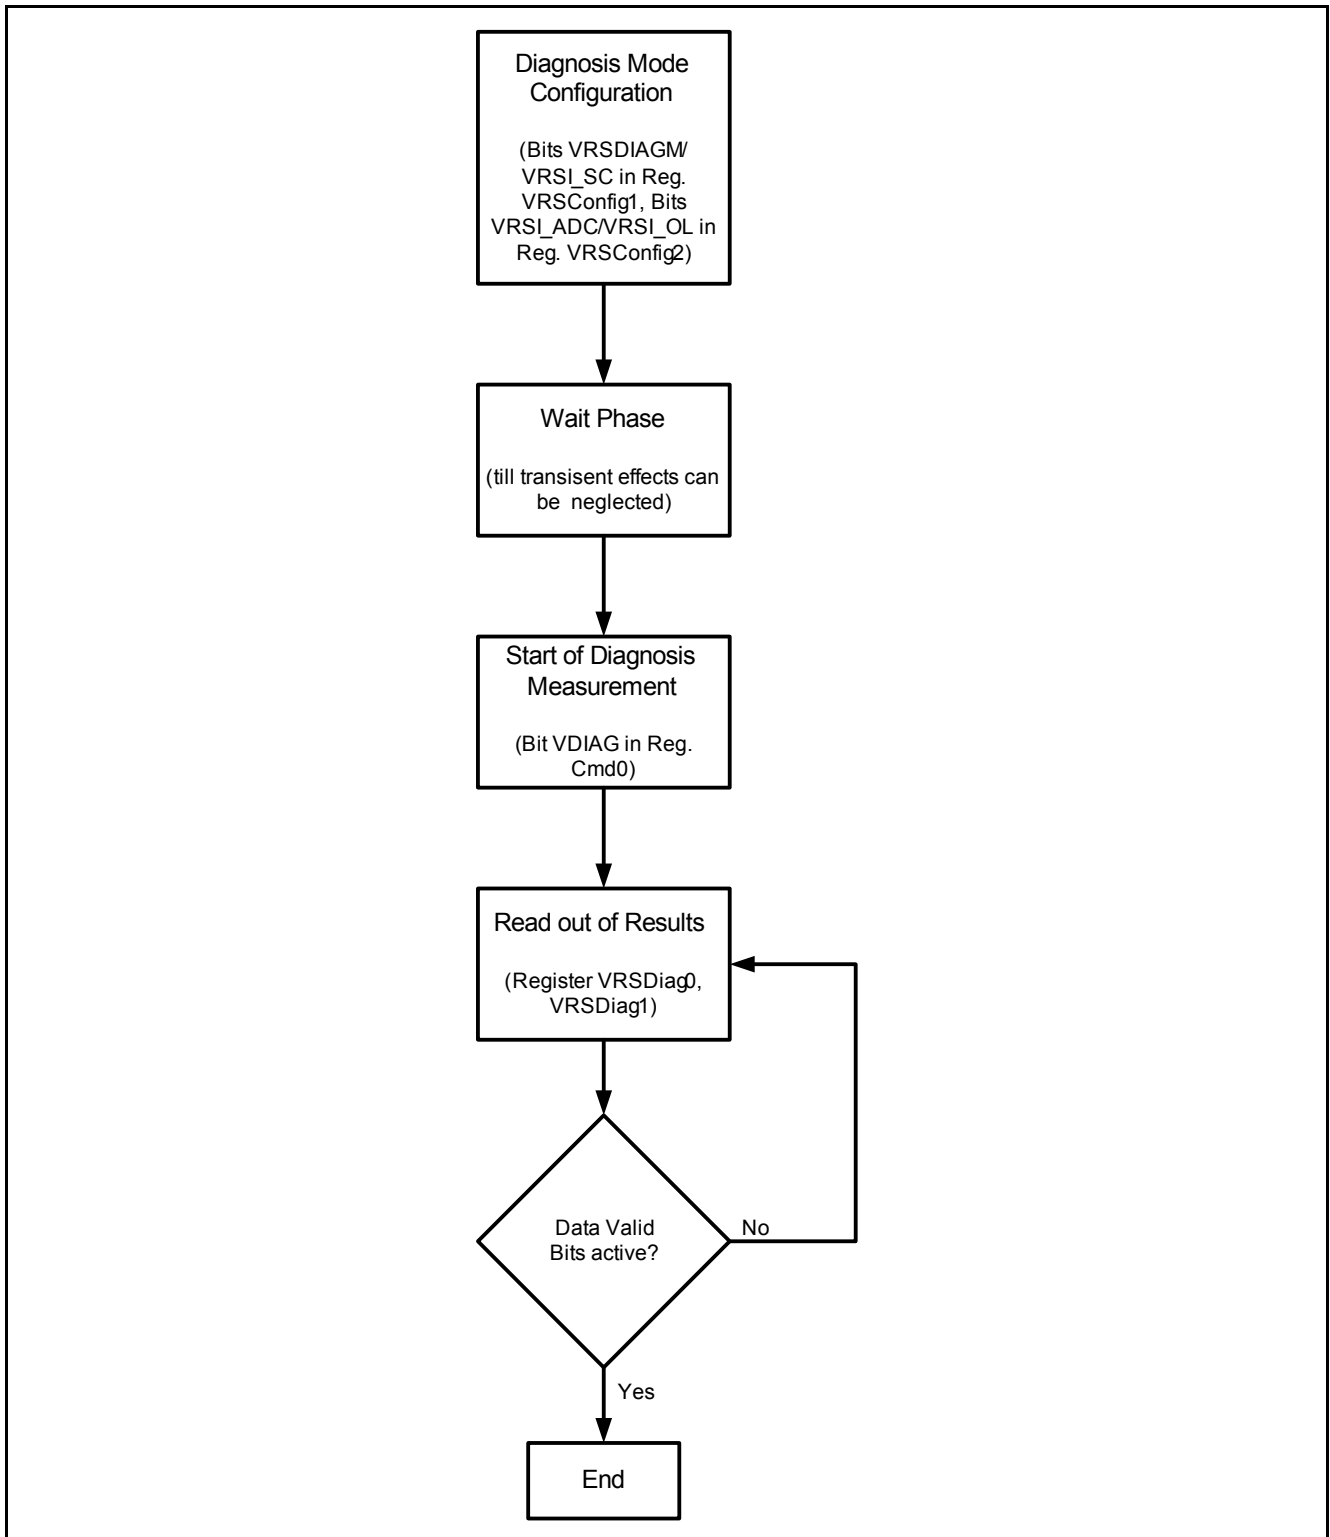 Diagnosis Mode
Configuration
(Bits VRSDIAGM/
VRSI_SC in Reg.
VRSConfig1, Bits
VRSI_ADC/VRSI_OL in
Reg. VRSConfig2)
Wait Phase
(till transisent effects can
be neglected)
Start of Diagnosis
Measurement
(Bit VDIAG in Reg.
Cmd0)
Read out of Results
(Register VRSDiag0,
VRSDiag1)
Data Valid
Bits active?
No
Yes
End